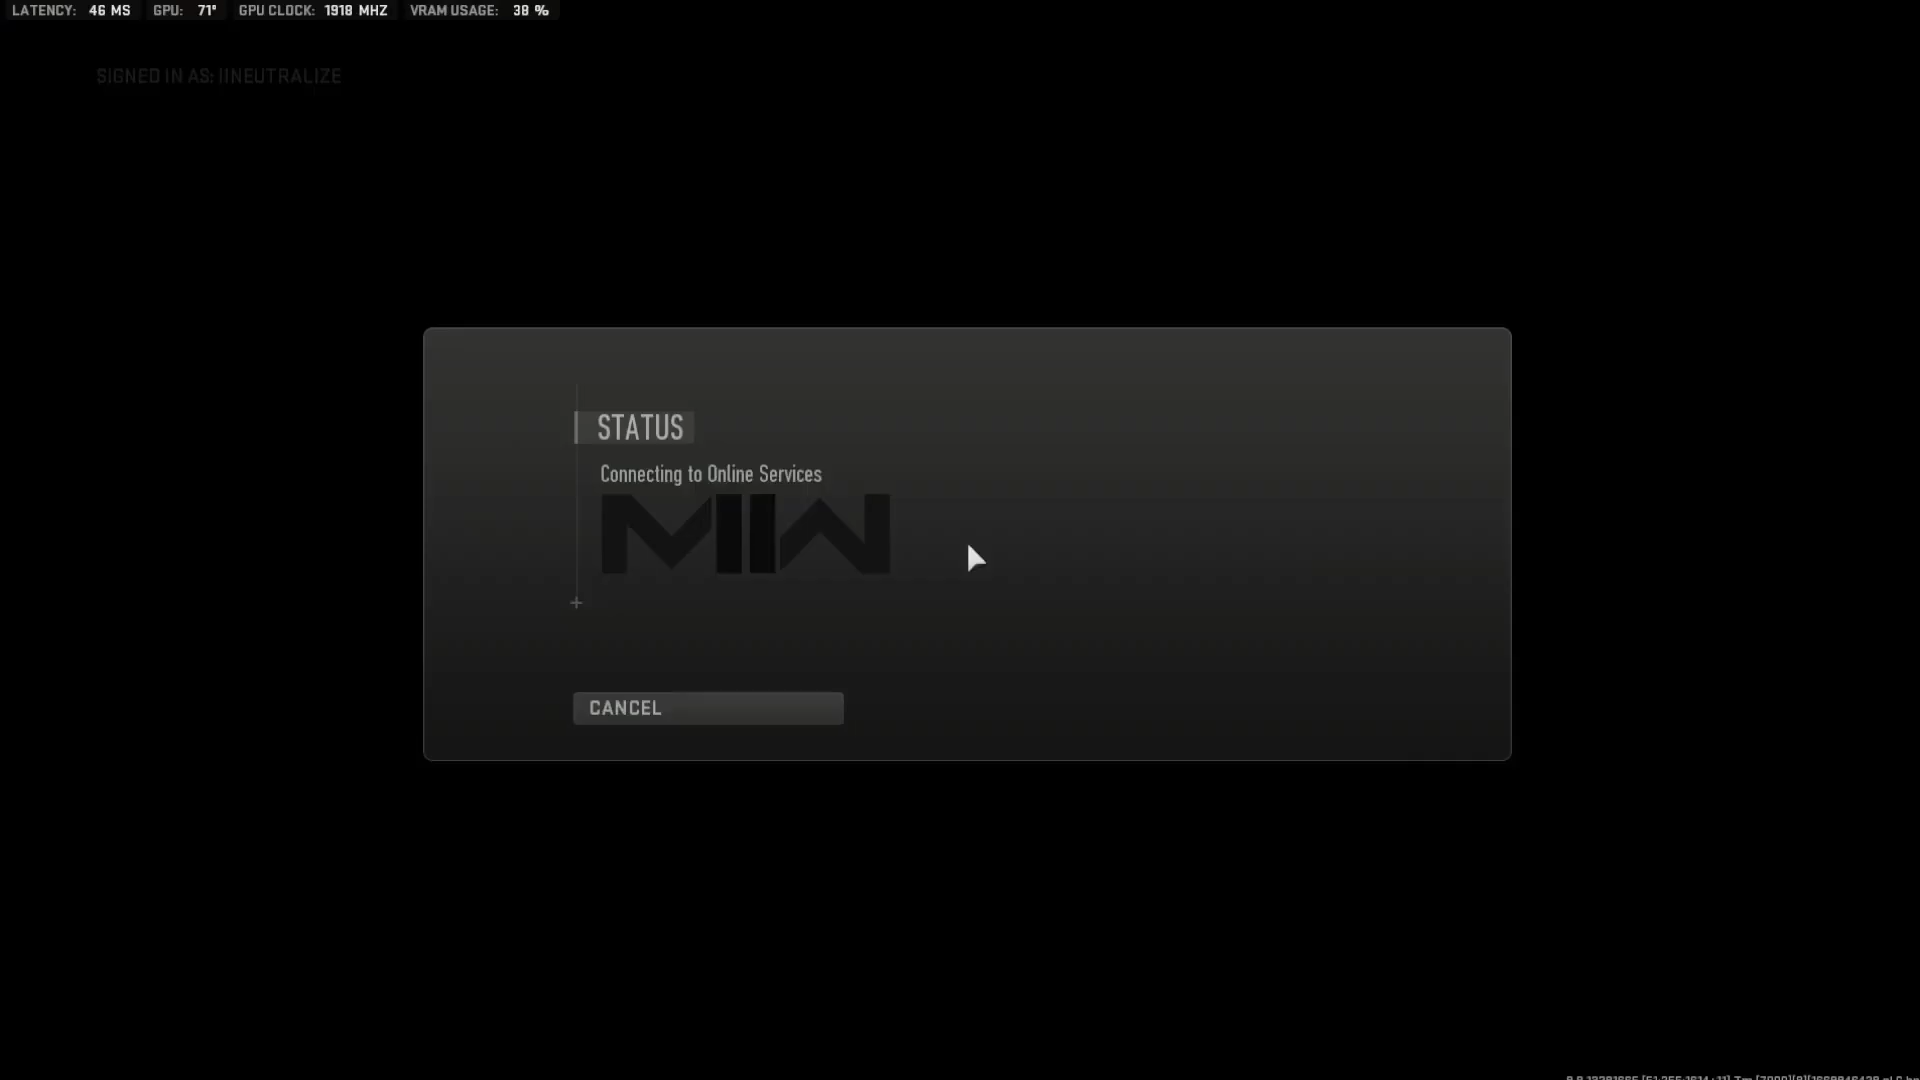 LATENCY: 46 MS GPU: 71° GPU CLOCK: 1918 MHZ VRAM USAGE: 38 %
SIGNED IN AS: IINEUTRALIZE
STATUS
Connecting to Online Services
MIIW
CANCEL